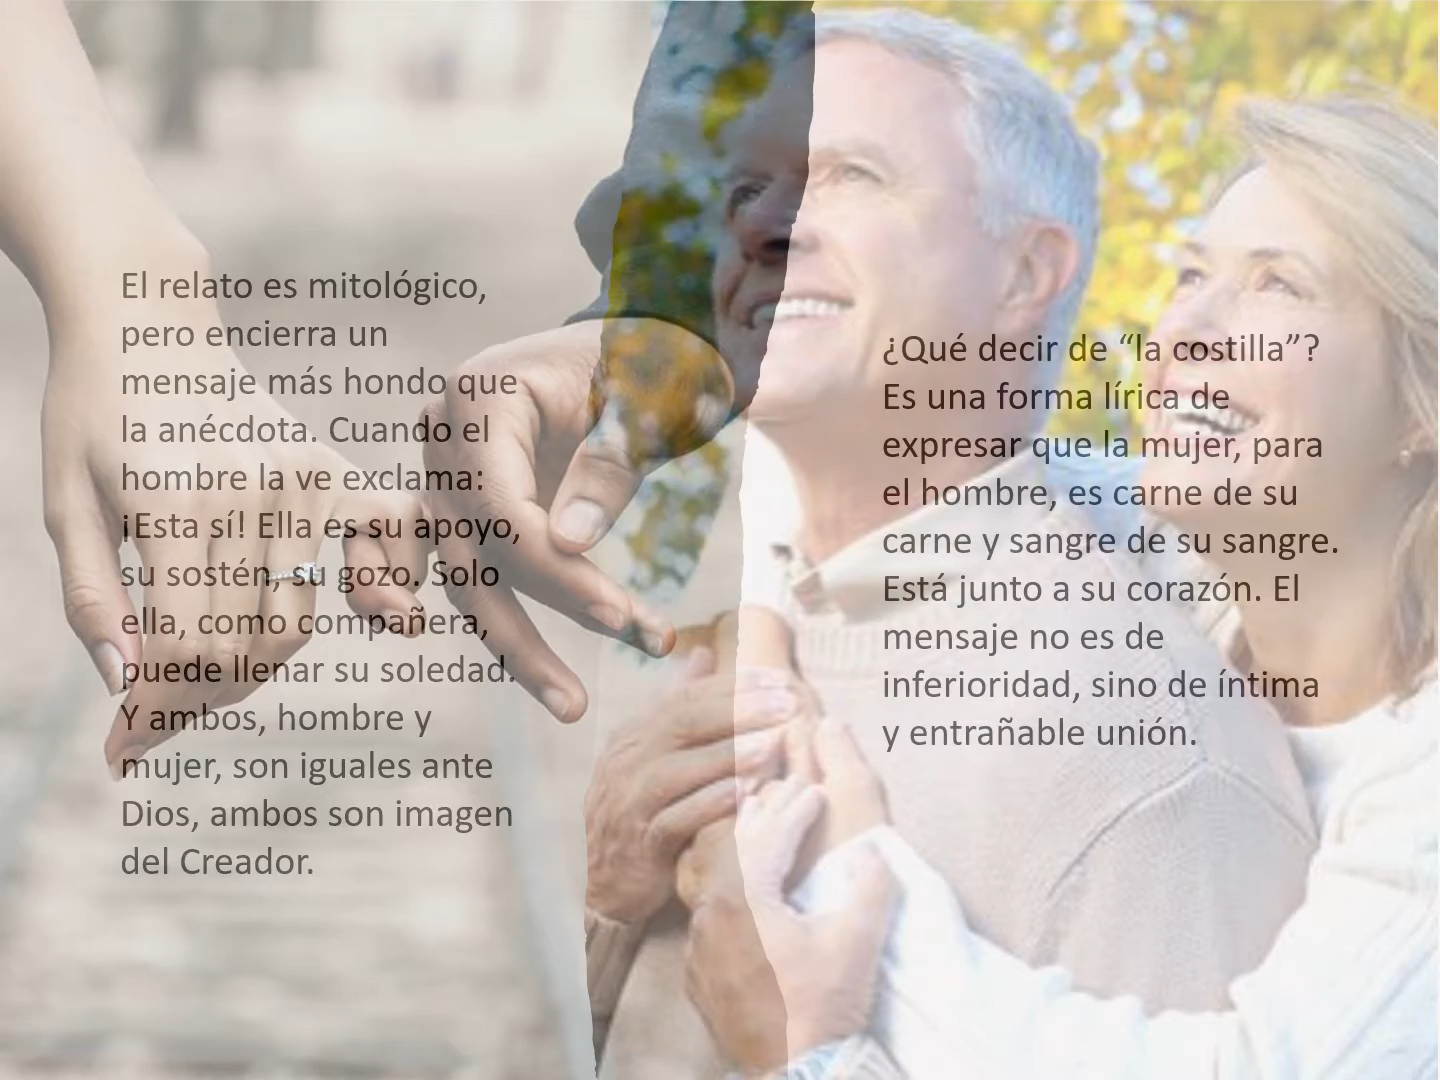 El relato es mitológico,
pero encierra un
mensaje más hondo que
la anécdota. Cuando el
hombre la ve exclama:
¡Esta sí! Ella es su apoyo,
su sostén, su gozo. Solo
ella, como compañera,
puede llenar su soledad.
Y ambos, hombre y
mujer, son iguales ante
Dios, ambos son imagen
del Creador.
¿Qué decir de “la costilla”?
Es una forma lírica de
expresar que la mujer, para
el hombre, es carne de su
carne y sangre de su sangre.
Está junto a su corazón. El
mensaje no es de
inferioridad, sino de íntima
y entrañable unión.